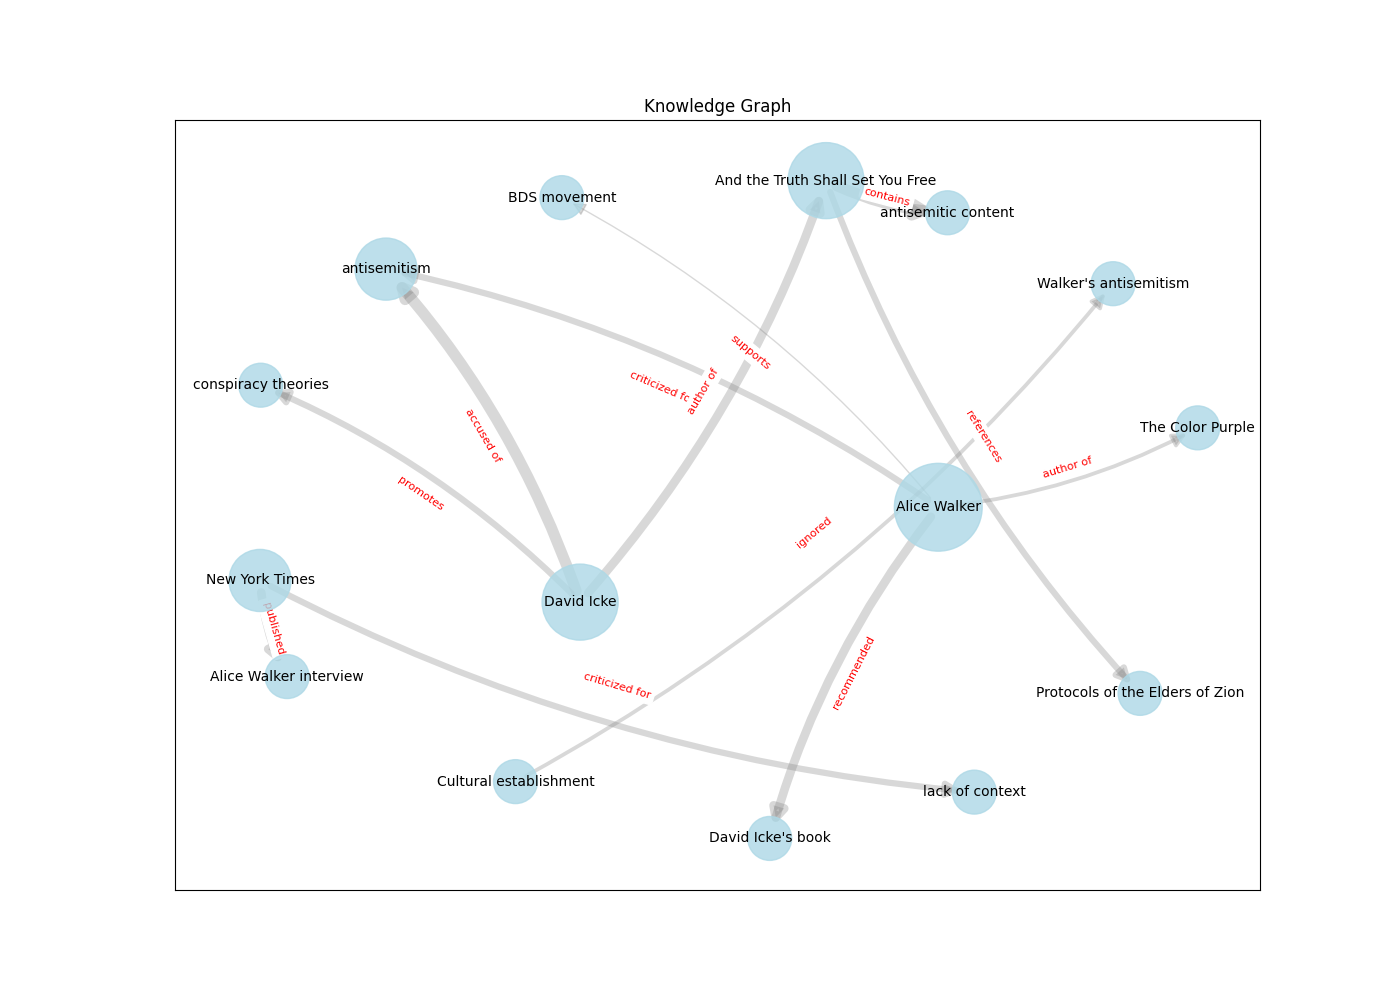 Knowledge Graph
And the Truth Shall Set You Free
BDS movement
contains
antisemitic content
antisemitism
Walker's antisemitism
supports
conspiracy theories
criticized fo
author of
accused of
references
The Color Purple
author of
promotes
Alice Walker
ignored
New York Times
David Icke
published
Alice Walker interview
recommended
criticized for
Protocols of the Elders of Zion
Cultural establishment
lack of context
David Icke's book